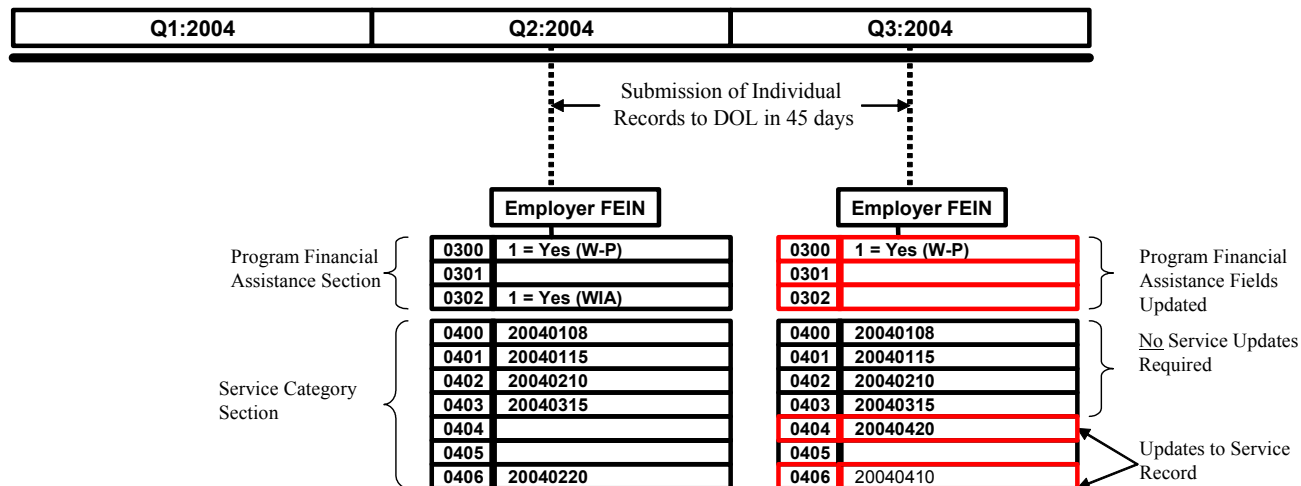 Q1:2004 Q2:2004 Q3:2004
Submission of Individual
Records to DOL in 45 days
Employer FEIN
Program Financial
Assistance Section
0300 1 = Yes (W-P)
0301
0302 1 = Yes (WIA)
Service Category
Section
0400 20040108
0401 20040115
0402 20040210
0403 20040315
0404
0405
0406 20040220
Employer FEIN
0300 1 = Yes (W-P)
0301
0302
Program Financial
Assistance Fields
Updated
0400 20040108
0401 20040115
0402 20040210
0403 20040315
0404 20040420
0405
0406 20040410
No Service Updates
Required
Updates to Service
Record